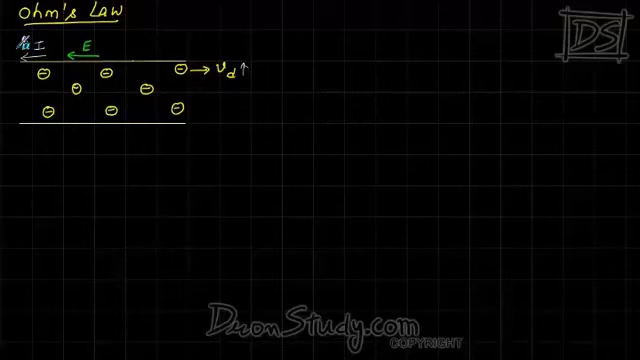 Ohm's Law
I E
⊖ ⊖ ⊖ → v_d ↑
⊖ ⊖
⊖ ⊖ ⊖
DS
DronStudy.com
COPYRIGHT